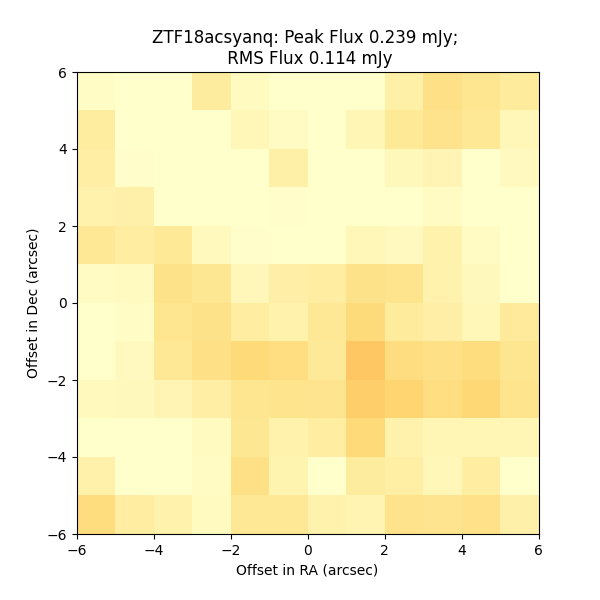 ZTF18acsyanq: Peak Flux 0.239 mJy;
RMS Flux 0.114 mJy
6
4
2
0
−2
−4
−6
Offset in Dec (arcsec)
−6 −4 −2 0 2 4 6
Offset in RA (arcsec)